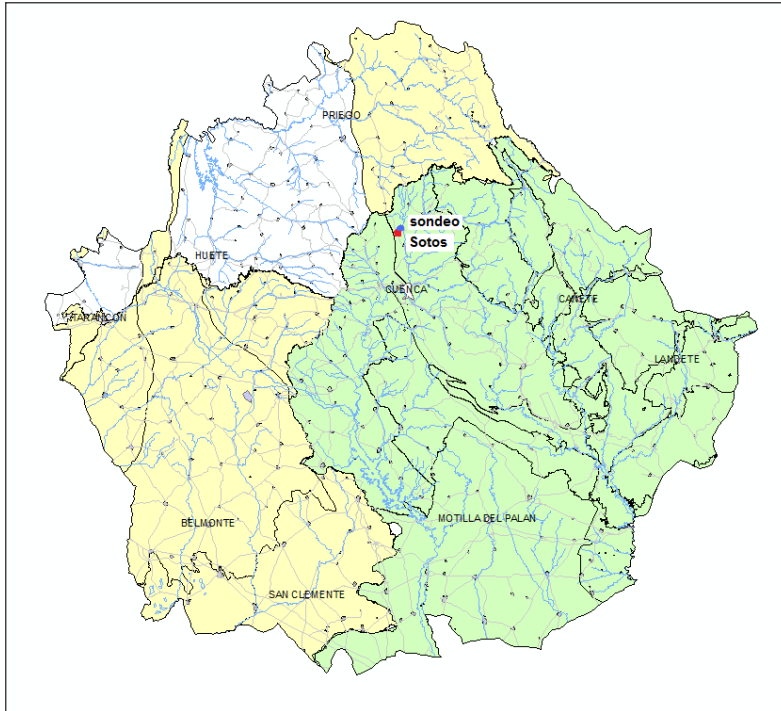 PRIEGO
sondeo
Sotos
HUETE
CUENCA
CAÑETE
TARANCON
LANDETE
BELMONTE
MOTILLA DEL PALAN
SAN CLEMENTE